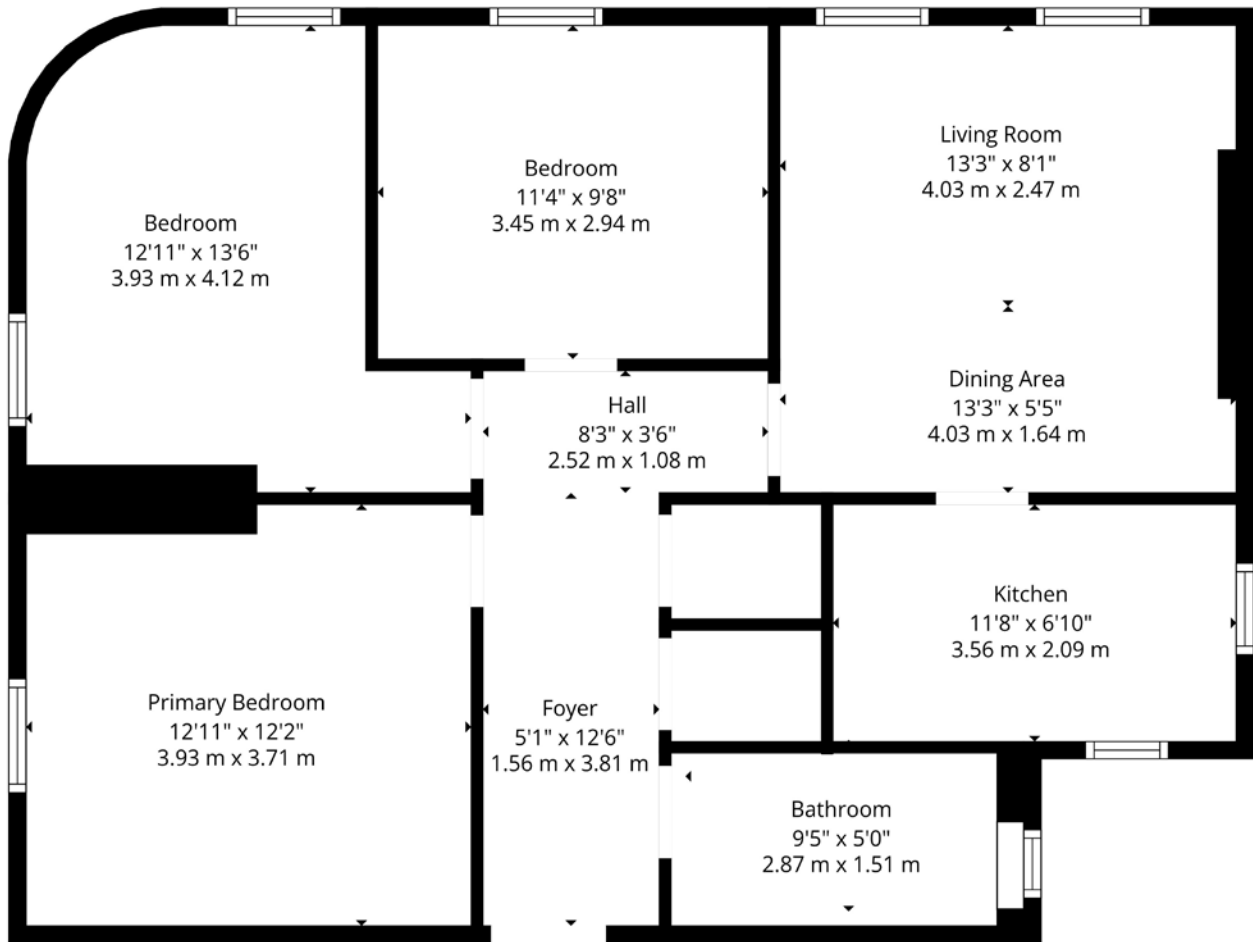 Living Room
13'3" x 8'1"
4.03 m x 2.47 m
Bedroom
11'4" x 9'8"
3.45 m x 2.94 m
Bedroom
12'11" x 13'6"
3.93 m x 4.12 m
Dining Area
13'3" x 5'5"
4.03 m x 1.64 m
Hall
8'3" x 3'6"
2.52 m x 1.08 m
Kitchen
11'8" x 6'10"
3.56 m x 2.09 m
Primary Bedroom
12'11" x 12'2"
3.93 m x 3.71 m
Foyer
5'1" x 12'6"
1.56 m x 3.81 m
Bathroom
9'5" x 5'0"
2.87 m x 1.51 m